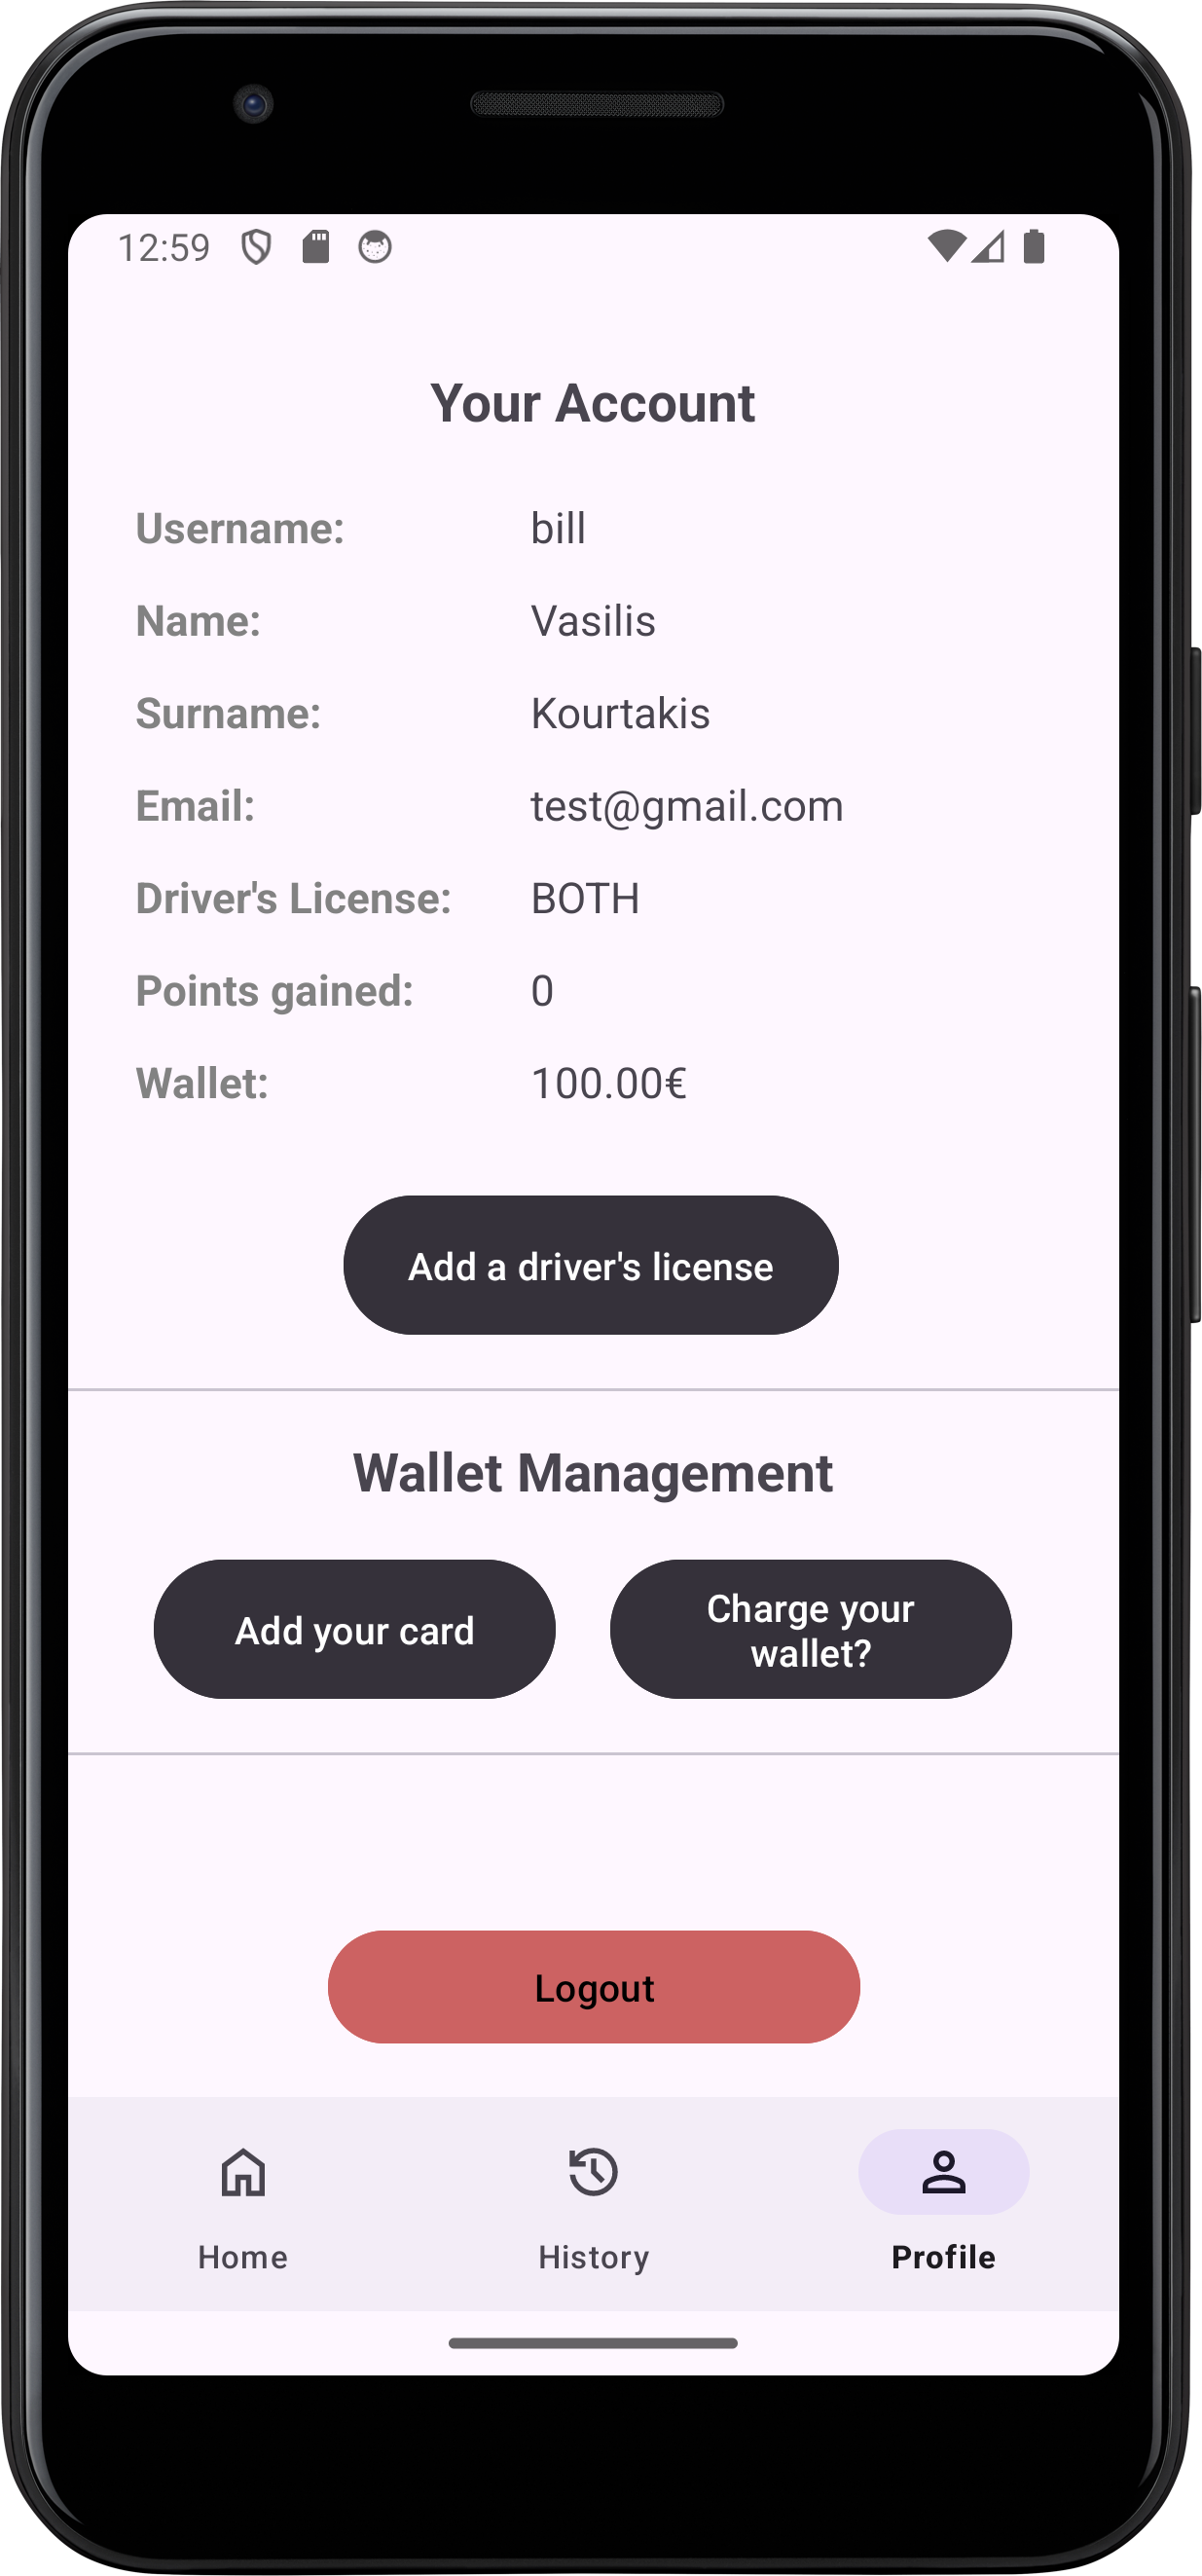 12:59
Your Account
Username: bill
Name: Vasilis
Surname: Kourtakis
Email: test@gmail.com
Driver's License: BOTH
Points gained: 0
Wallet: 100.00€
Add a driver's license
Wallet Management
Add your card
Charge your
wallet?
Logout
Home History Profile